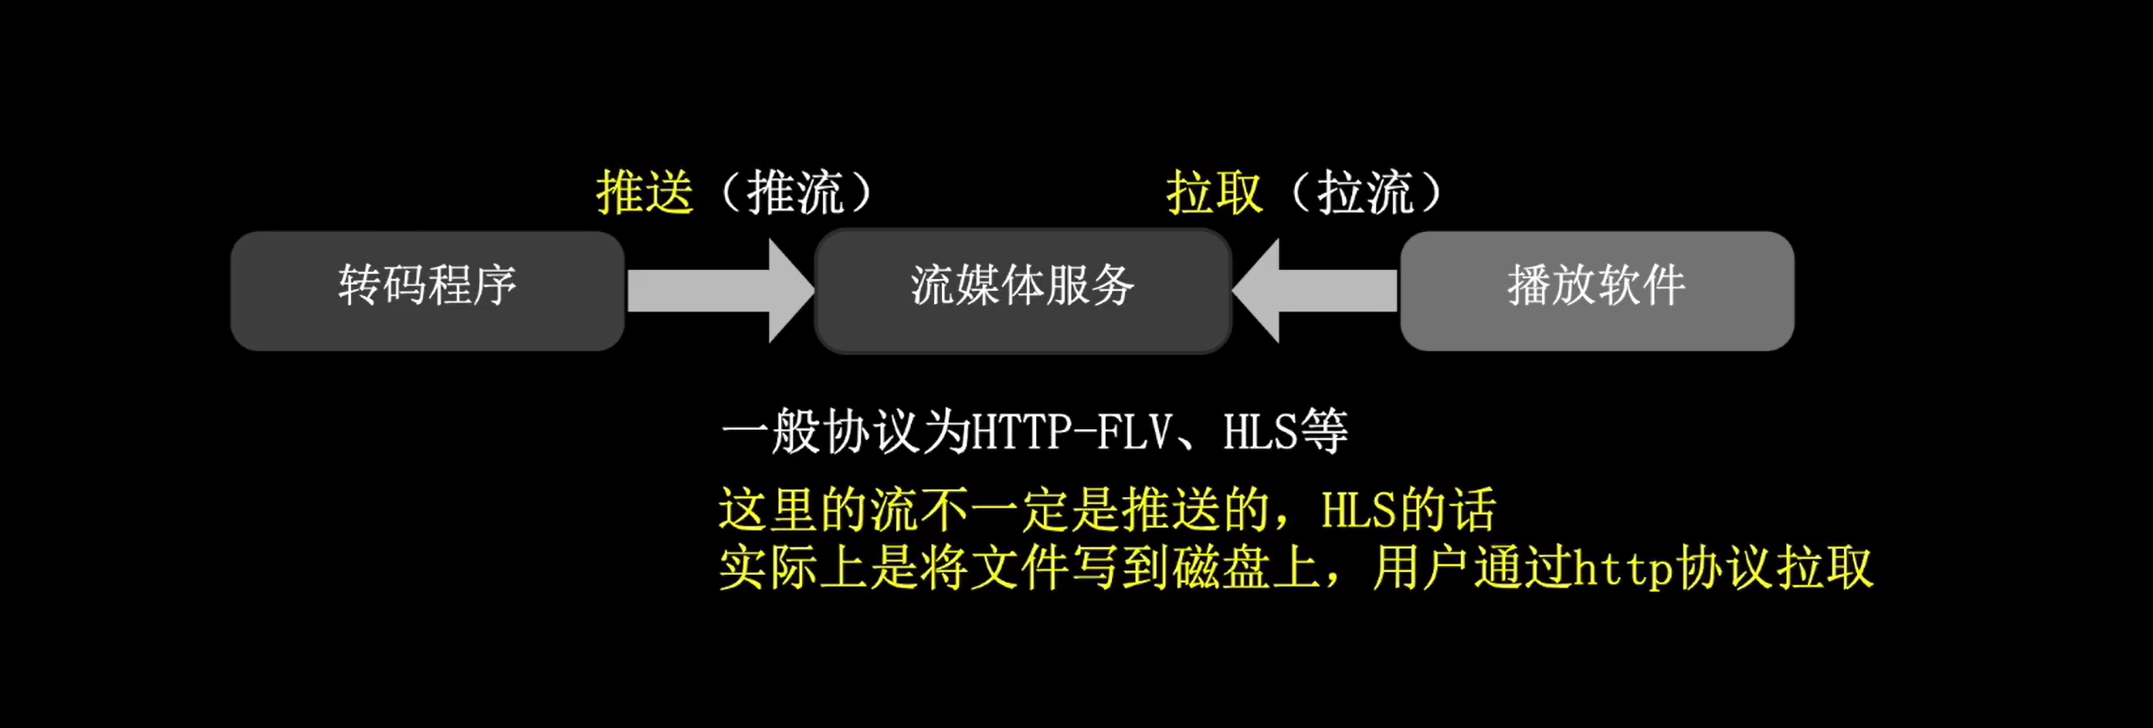 推送（推流）
拉取（拉流）
转码程序
流媒体服务
播放软件
一般协议为HTTP-FLV、HLS等
这里的流不一定是推送的，HLS的话
实际上是将文件写到磁盘上，用户通过http协议拉取